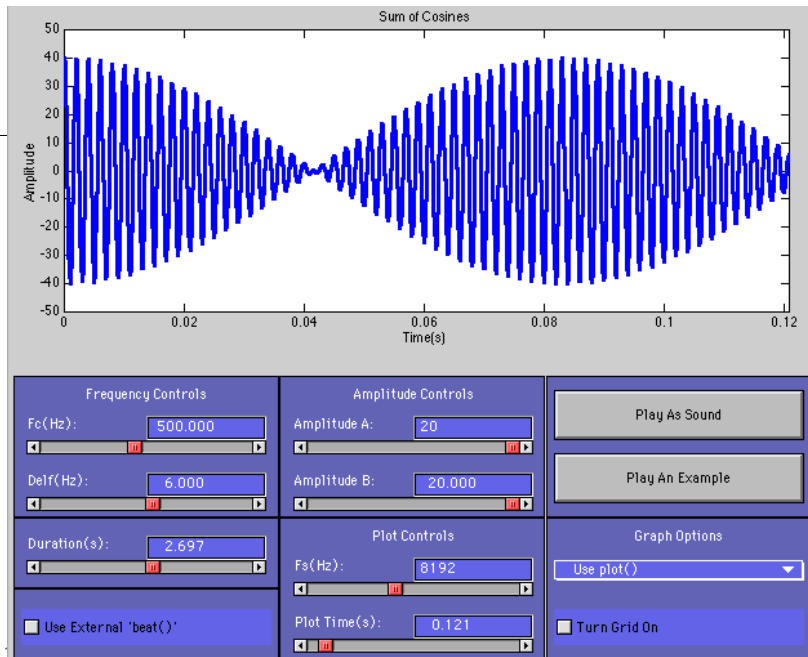 Sum of Cosines
50
40
30
20
10
0
-10
-20
-30
-40
-50
Amplitude
0 0.02 0.04 0.06 0.08 0.1 0.12
Time(s)
Frequency Controls
Fc(Hz): 500.000
Delf(Hz): 6.000
Duration(s): 2.697
Use External 'beat()'
Amplitude Controls
Amplitude A: 20
Amplitude B: 20.000
Plot Controls
Fs(Hz): 8192
Plot Time(s): 0.121
Play As Sound
Play An Example
Graph Options
Use plot()
Turn Grid On